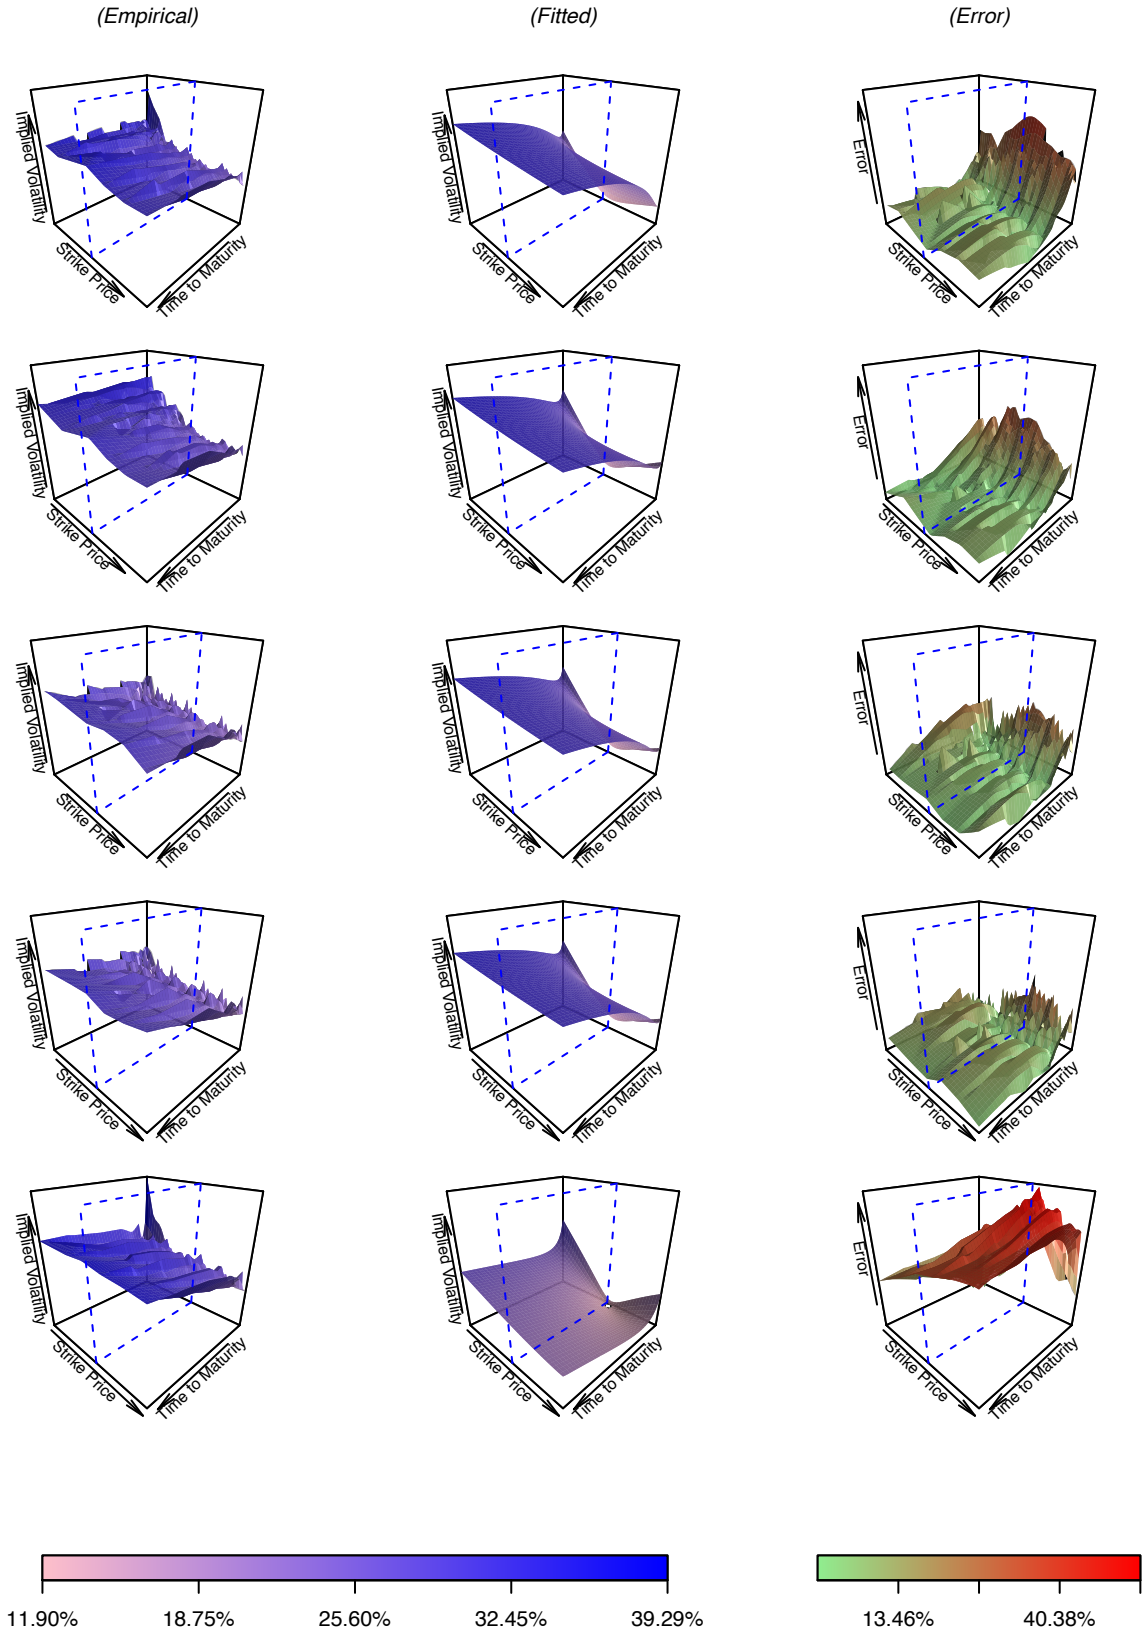 (Empirical) (Fitted) (Error)
Implied Volatility Strike Price Time to Maturity Implied Volatility Strike Price Time to Maturity Error Strike Price Time to Maturity
Implied Volatility Strike Price Time to Maturity Implied Volatility Strike Price Time to Maturity Error Strike Price Time to Maturity
Implied Volatility Strike Price Time to Maturity Implied Volatility Strike Price Time to Maturity Error Strike Price Time to Maturity
Implied Volatility Strike Price Time to Maturity Implied Volatility Strike Price Time to Maturity Error Strike Price Time to Maturity
Implied Volatility Strike Price Time to Maturity Implied Volatility Strike Price Time to Maturity Error Strike Price Time to Maturity
11.90% 18.75% 25.60% 32.45% 39.29% 13.46% 40.38%